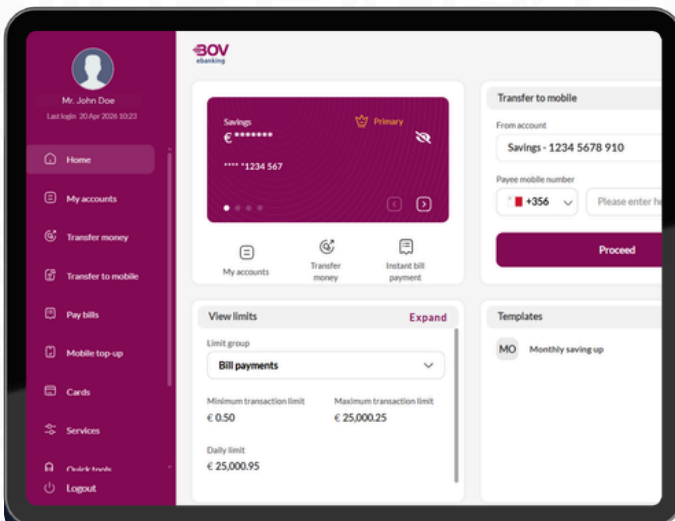 Mr. John Doe
Last login 20 Apr 2026 10:23
Home
My accounts
Transfer money
Transfer to mobile
Pay bills
Mobile top-up
Cards
Services
Quick tools
Logout
BOV
ebanking
Savings
Primary
€ *******
**** *1234 567
My accounts
Transfer
money
Instant bill
payment
View limits
Expand
Limit group
Bill payments
Minimum transaction limit
Maximum transaction limit
€ 0.50
€ 25,000.25
Daily limit
€ 25,000.95
Transfer to mobile
From account
Savings - 1234 5678 910
Payee mobile number
+356
Please enter he
Proceed
Templates
MO
Monthly saving up